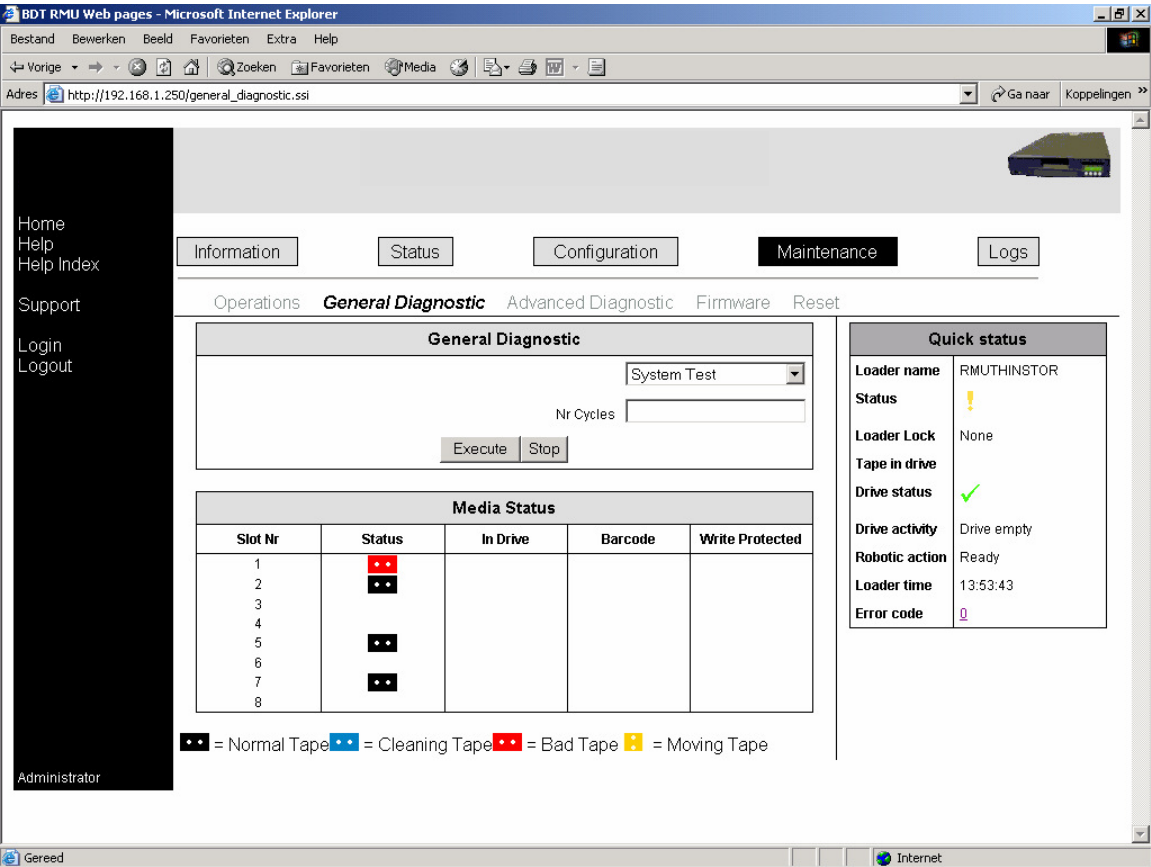 BDT RMU Web pages - Microsoft Internet Explorer
Bestand Bewerken Beeld Favorieten Extra Help
Vorige Zoeken Favorieten Media
Adres http://192.168.1.250/general_diagnostic.ssi Ga naar Koppelingen »
Home
Help
Help Index
Support
Login
Logout
Administrator
Information Status Configuration Maintenance Logs
Operations General Diagnostic Advanced Diagnostic Firmware Reset
General Diagnostic
System Test
Nr Cycles
Execute Stop
Media Status
Slot Nr Status In Drive Barcode Write Protected
1
2
3
4
5
6
7
8
= Normal Tape = Cleaning Tape = Bad Tape = Moving Tape
Quick status
Loader name RMUTHINSTOR
Status
Loader Lock None
Tape in drive
Drive status
Drive activity Drive empty
Robotic action Ready
Loader time 13:53:43
Error code 0
Gereed Internet